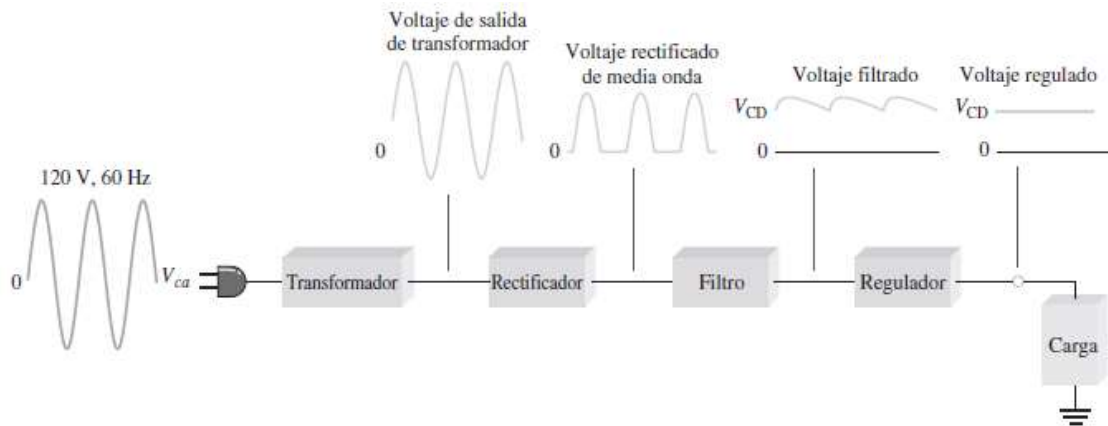 Voltaje de salida
de transformador
Voltaje rectificado
de media onda
Voltaje filtrado
Voltaje regulado
V_CD
V_CD
0
0
0
0
120 V, 60 Hz
0
V_ca
Transformador
Rectificador
Filtro
Regulador
Carga